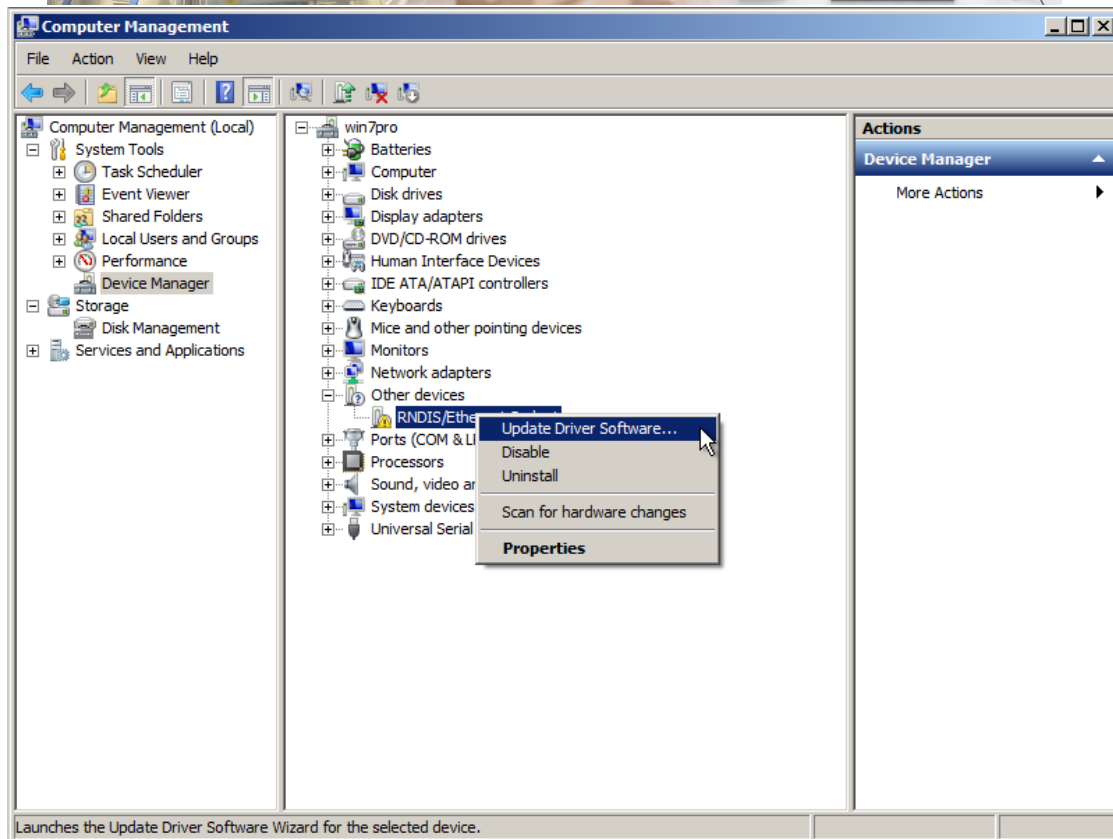 Computer Management
File Action View Help
Computer Management (Local)
System Tools
Task Scheduler
Event Viewer
Shared Folders
Local Users and Groups
Performance
Device Manager
Storage
Disk Management
Services and Applications
win7pro
Batteries
Computer
Disk drives
Display adapters
DVD/CD-ROM drives
Human Interface Devices
IDE ATA/ATAPI controllers
Keyboards
Mice and other pointing devices
Monitors
Network adapters
Other devices
RNDIS/Ethe
Ports (COM & L
Processors
Sound, video a
System devices
Universal Serial
Update Driver Software...
Disable
Uninstall
Scan for hardware changes
Properties
Actions
Device Manager
More Actions
Launches the Update Driver Software Wizard for the selected device.